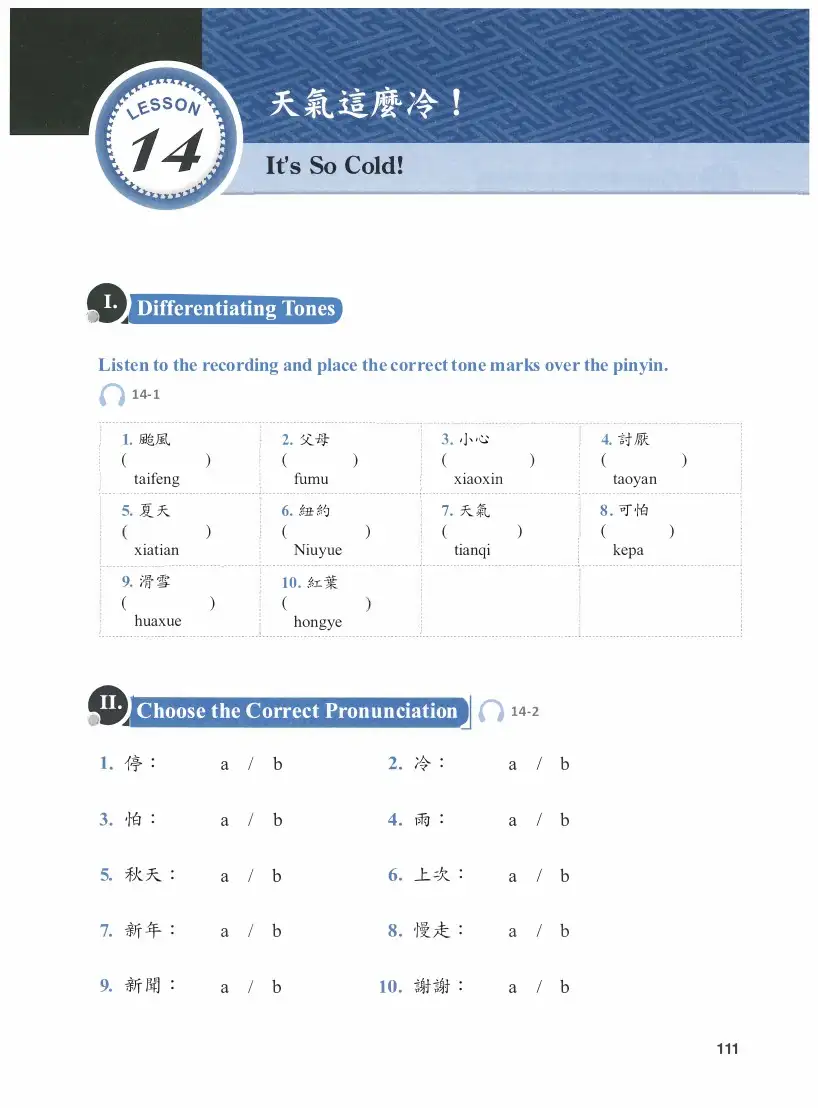 LESSON
14
天氣這麼冷！
It's So Cold!
I. Differentiating Tones
Listen to the recording and place the correct tone marks over the pinyin.
14-1
1. 颱風 2. 父母 3. 小心 4. 討厭
( ) ( ) ( ) ( )
taifeng fumu xiaoxin taoyan
5. 夏天 6. 紐約 7. 天氣 8. 可怕
( ) ( ) ( ) ( )
xiatian Niuyue tianqi kepa
9. 滑雪 10. 紅葉
( ) ( )
huaxue hongye
II. Choose the Correct Pronunciation 14-2
1. 停： a / b 2. 冷： a / b
3. 怕： a / b 4. 雨： a / b
5. 秋天： a / b 6. 上次： a / b
7. 新年： a / b 8. 慢走： a / b
9. 新聞： a / b 10. 謝謝： a / b
111